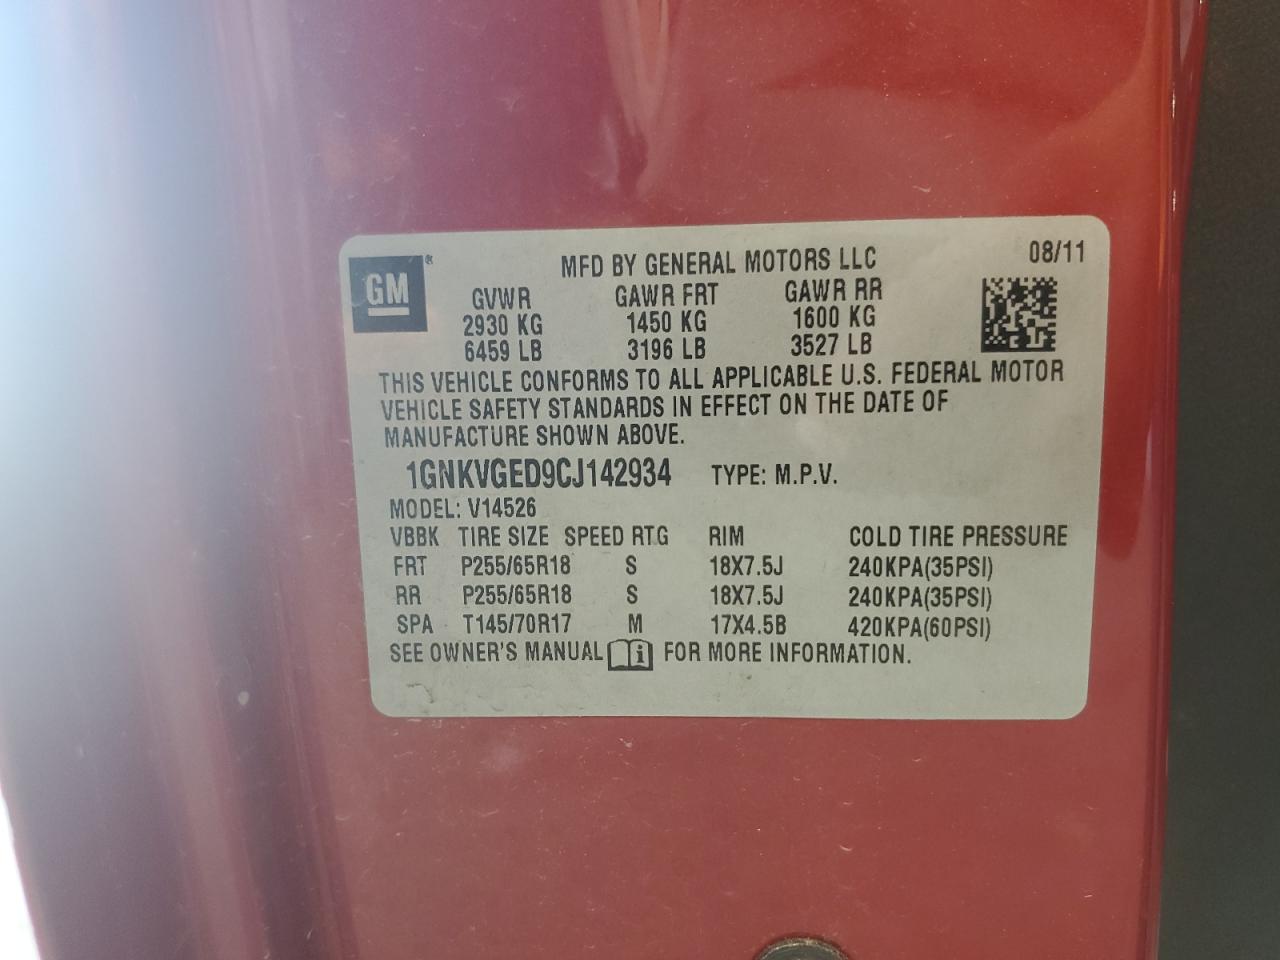 08/11
GM®
MFD BY GENERAL MOTORS LLC
GVWR GAWR FRT GAWR RR
2930 KG 1450 KG 1600 KG
6459 LB 3196 LB 3527 LB
THIS VEHICLE CONFORMS TO ALL APPLICABLE U.S. FEDERAL MOTOR
VEHICLE SAFETY STANDARDS IN EFFECT ON THE DATE OF
MANUFACTURE SHOWN ABOVE.
1GNKVGED9CJ142934 TYPE: M.P.V.
MODEL: V14526
VBBK TIRE SIZE SPEED RTG RIM COLD TIRE PRESSURE
FRT P255/65R18 S 18X7.5J 240KPA(35PSI)
RR P255/65R18 S 18X7.5J 240KPA(35PSI)
SPA T145/70R17 M 17X4.5B 420KPA(60PSI)
SEE OWNER'S MANUAL i FOR MORE INFORMATION.